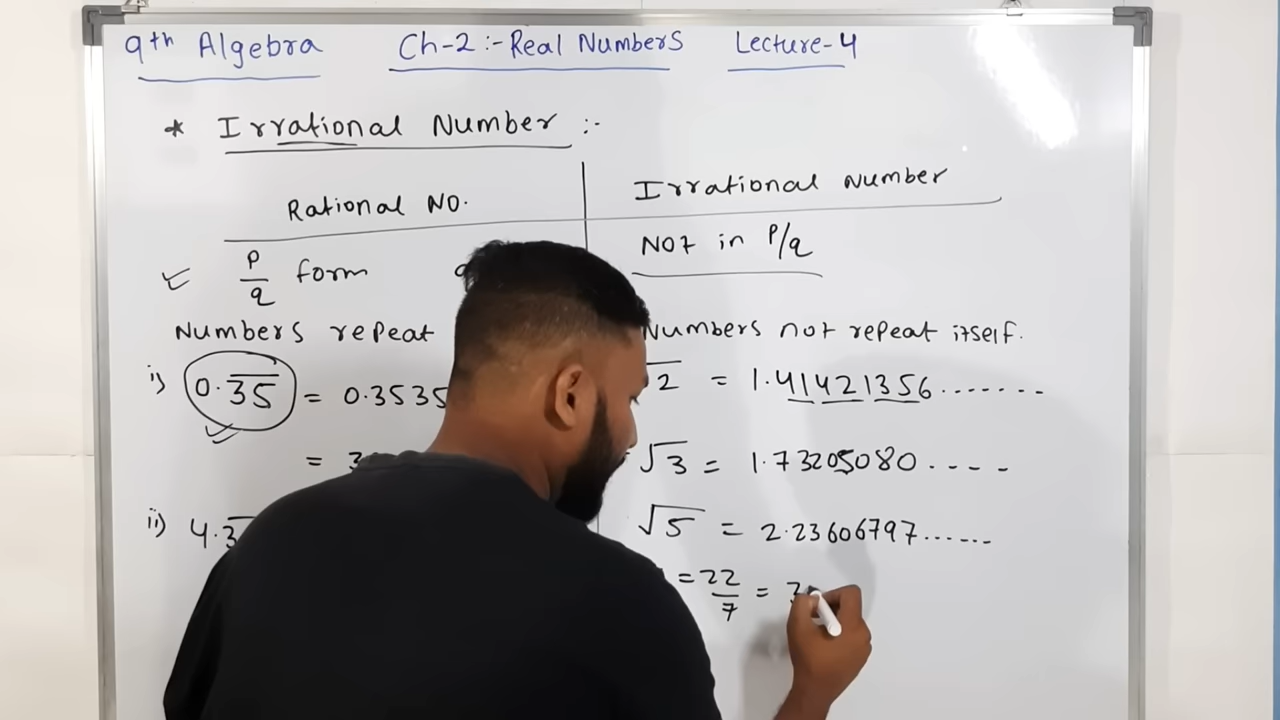 9th Algebra Ch-2 :- Real Numbers Lecture-4
* Irrational Number :-
Rational No. Irrational Number
P/q form NOT in P/q
Numbers repeat Numbers not repeat itself.
i) 0.3̅5̅ = 0.3535 √2 = 1.41421356.......
= 3 √3 = 1.73205080.....
ii) 4.3̅ √5 = 2.23606797......
= 22/7 = 3